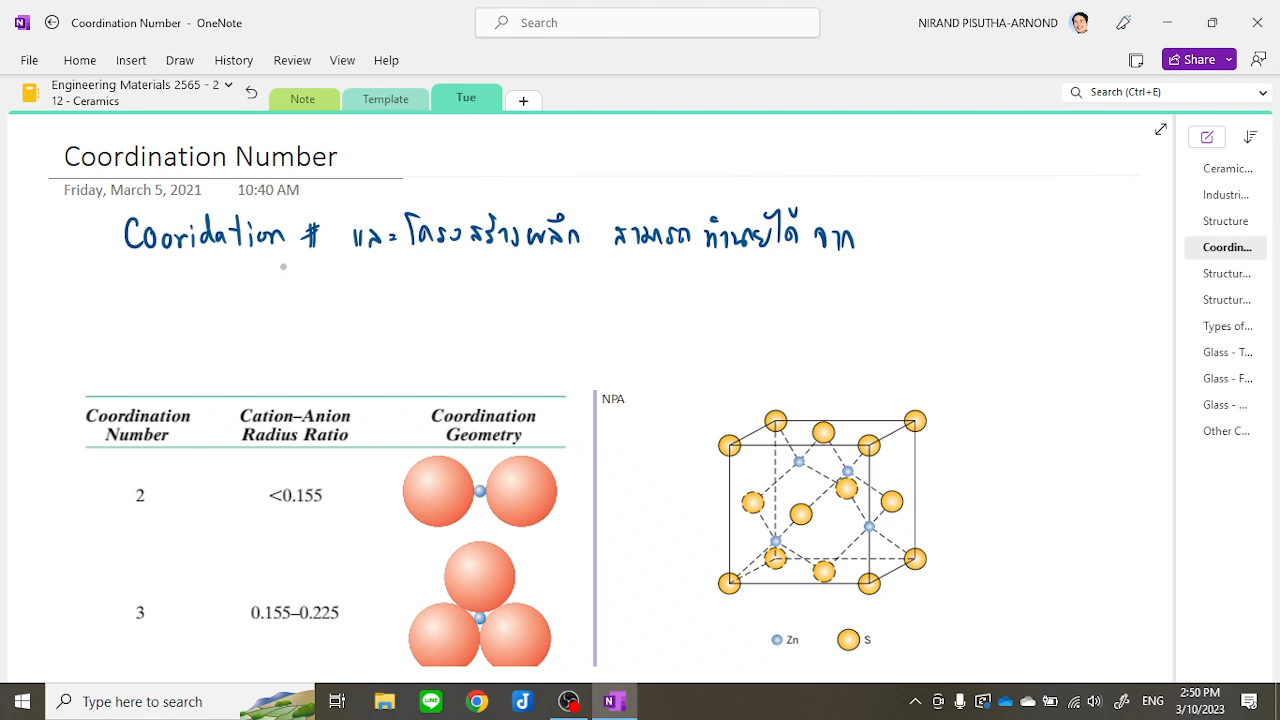 Coordination Number - OneNote
Search
NIRAND PISUTHA-ARNOND
File Home Insert Draw History Review View Help
Share
Engineering Materials 2565 - 2
12 - Ceramics
Note
Template
Tue
+
Search (Ctrl+E)
Coordination Number
Friday, March 5, 2021 10:40 AM
Cooridation # และโครงสร้างผลึก สามารถทำนายได้ จาก
Ceramic...
Industri...
Structure
Coordin...
Structur...
Structur...
Types of...
Glass - T...
Glass - F...
Glass - ...
Other C...
Coordination Number
Cation–Anion Radius Ratio
Coordination Geometry
2 <0.155
3 0.155–0.225
NPA
Zn S
Type here to search
LINE
J
N
ENG
2:50 PM
3/10/2023